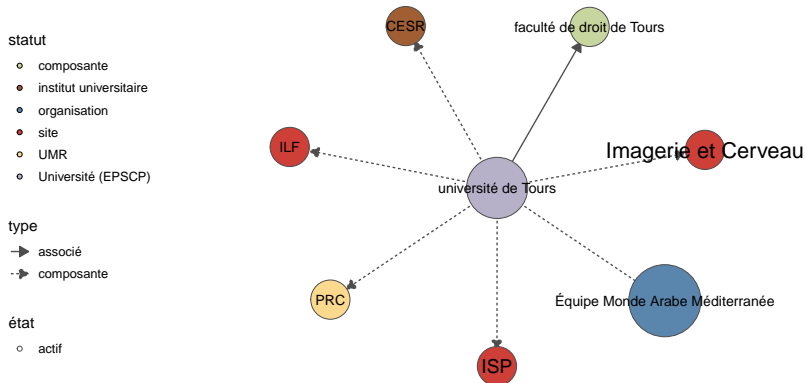 statut
composante
institut universitaire
organisation
site
UMR
Université (EPSCP)
type
associé
composante
état
actif
CESR
faculté de droit de Tours
ILF
Imagerie et Cerveau
université de Tours
PRC
Équipe Monde Arabe Méditerranée
ISP